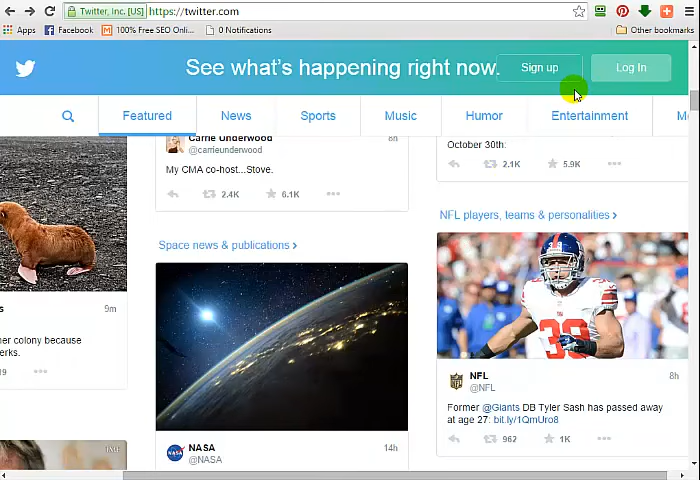 Twitter, Inc. [US] https://twitter.com
Apps Facebook 100% Free SEO Onli... 0 Notifications Other bookmarks
See what's happening right now. Sign up Log In
Featured News Sports Music Humor Entertainment
Carrie Underwood 8h
@carrieunderwood
My CMA co-host...Stove.
2.4K 6.1K
October 30th:
2.1K 5.9K
NFL players, teams & personalities ›
Space news & publications ›
9m
her colony because
NFL 8h
@NFL
Former @Giants DB Tyler Sash has passed away
at age 27: bit.ly/1QmUro8
962 1K
NASA 14h
@NASA